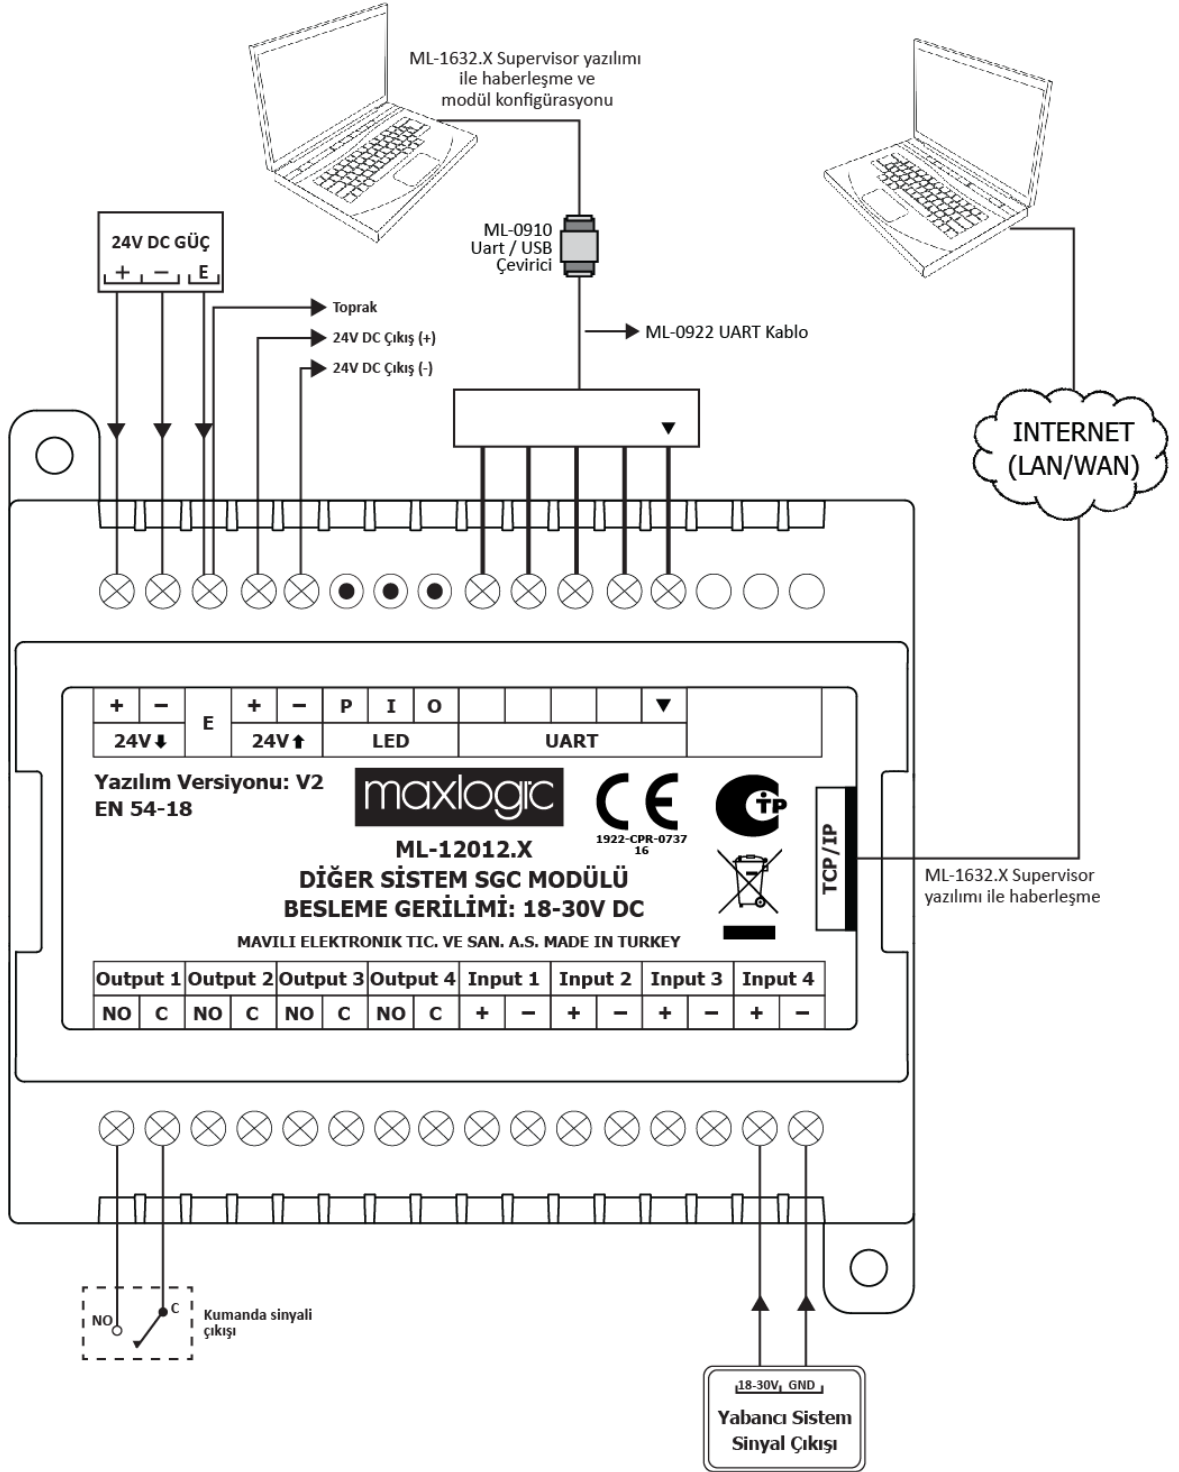 ML-1632.X Supervisor yazılımı
ile haberleşme ve
modül konfigürasyonu
24V DC GÜÇ
+ − E
ML-0910
Uart / USB
Çevirici
Toprak
24V DC Çıkış (+)
24V DC Çıkış (-)
ML-0922 UART Kablo
INTERNET
(LAN/WAN)
+ − E + − P I O
24V 24V LED UART
Yazılım Versiyonu: V2
EN 54-18
maxlogic
CE
1922-CPR-0737
16
TP
ML-12012.X
DİĞER SİSTEM SGC MODÜLÜ
BESLEME GERİLİMİ: 18-30V DC
MAVILI ELEKTRONIK TIC. VE SAN. A.S. MADE IN TURKEY
TCP/IP
ML-1632.X Supervisor
yazılımı ile haberleşme
Output 1 Output 2 Output 3 Output 4 Input 1 Input 2 Input 3 Input 4
NO C NO C NO C NO C + − + − + − + −
NO C
Kumanda sinyali
çıkışı
18-30V GND
Yabancı Sistem
Sinyal Çıkışı